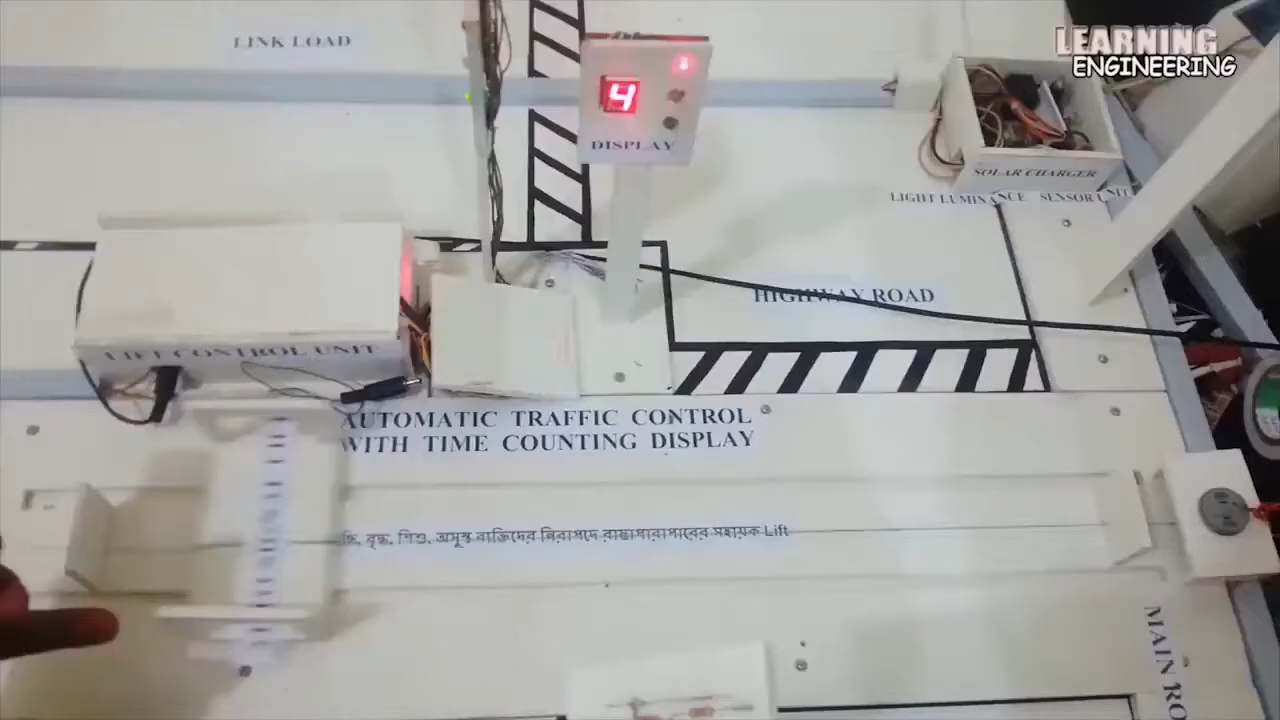 LINK LOAD
LEARNING
ENGINEERING
4
DISPLAY
SOLAR CHARGER
LIGHT LUMINANCE SENSOR UNIT
HIGHWAY ROAD
LIFT CONTROL UNIT
AUTOMATIC TRAFFIC CONTROL
WITH TIME COUNTING DISPLAY
বৃদ্ধ, শিশু, অসুস্থ ব্যক্তিদের নিরাপদে রাস্তাপারাপারের সহায়ক Lift
MAIN